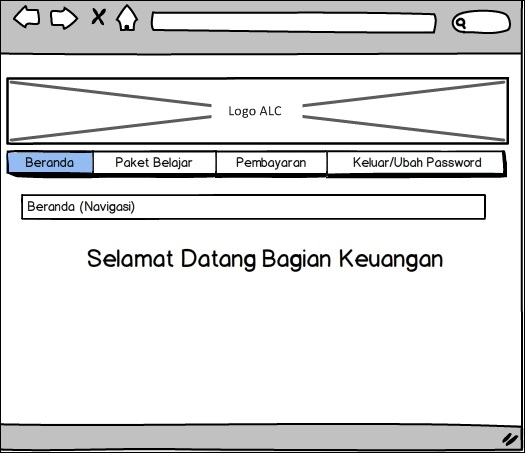 Logo ALC
Beranda Paket Belajar Pembayaran Keluar/Ubah Password
Beranda (Navigasi)
Selamat Datang Bagian Keuangan